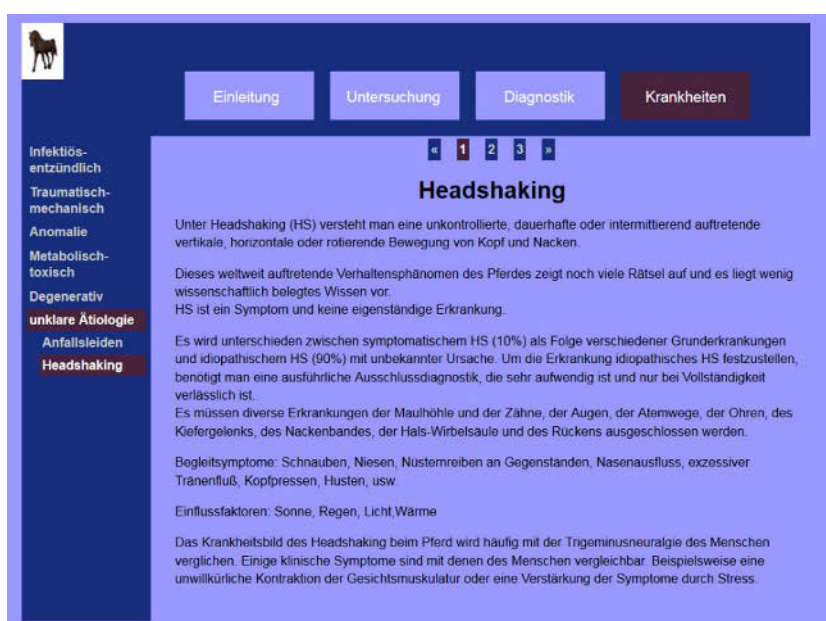 Einleitung
Untersuchung
Diagnostik
Krankheiten
Infektiös-
entzündlich
Traumatisch-
mechanisch
Anomalie
Metabolisch-
toxisch
Degenerativ
unklare Ätiologie
Anfallsleiden
Headshaking
« 1 2 3 »
Headshaking
Unter Headshaking (HS) versteht man eine unkontrollierte, dauerhafte oder intermittierend auftretende
vertikale, horizontale oder rotierende Bewegung von Kopf und Nacken.
Dieses weltweit auftretende Verhaltensphänomen des Pferdes zeigt noch viele Rätsel auf und es liegt wenig
wissenschaftlich belegtes Wissen vor.
HS ist ein Symptom und keine eigenständige Erkrankung.
Es wird unterschieden zwischen symptomatischem HS (10%) als Folge verschiedener Grunderkrankungen
und idiopathischem HS (90%) mit unbekannter Ursache. Um die Erkrankung idiopathisches HS festzustellen,
benötigt man eine ausführliche Ausschlussdiagnostik, die sehr aufwendig ist und nur bei Vollständigkeit
verlässlich ist.
Es müssen diverse Erkrankungen der Maulhöhle und der Zähne, der Augen, der Atemwege, der Ohren, des
Kiefergelenks, des Nackenbandes, der Hals-Wirbelsäule und des Rückens ausgeschlossen werden.
Begleitsymptome: Schnauben, Niesen, Nüsternreiben an Gegenständen, Nasenausfluss, exzessiver
Tränenfluß, Kopfpressen, Husten, usw.
Einflussfaktoren: Sonne, Regen, Licht,Wärme
Das Krankheitsbild des Headshaking beim Pferd wird häufig mit der Trigeminusneuralgie des Menschen
verglichen. Einige klinische Symptome sind mit denen des Menschen vergleichbar. Beispielsweise eine
unwillkürliche Kontraktion der Gesichtsmuskulatur oder eine Verstärkung der Symptome durch Stress.